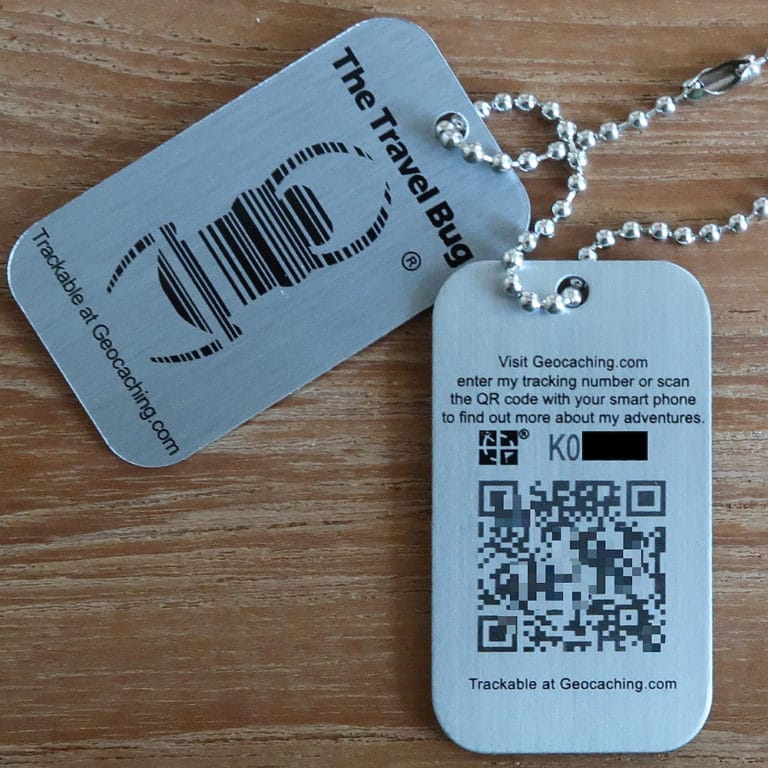 The Travel Bug
®
Trackable at Geocaching.com
Visit Geocaching.com
enter my tracking number or scan
the QR code with your smart phone
to find out more about my adventures.
® K0
Trackable at Geocaching.com